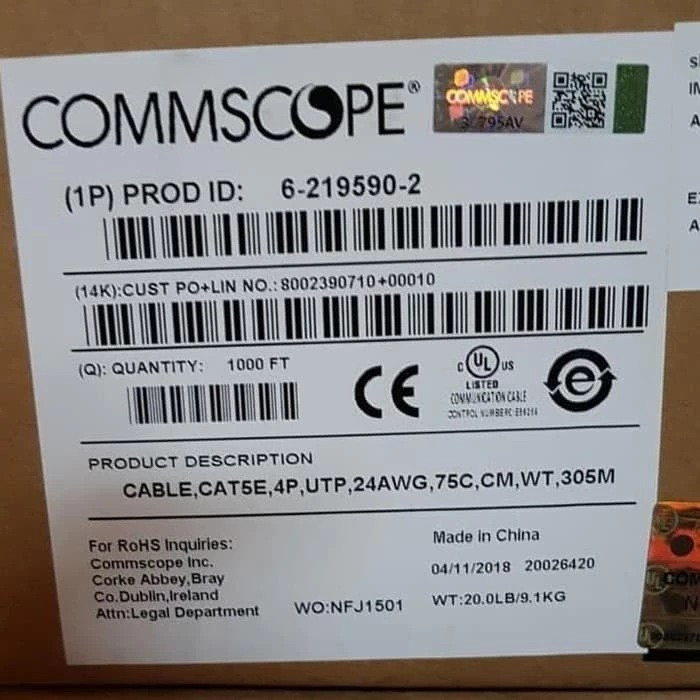 COMMSCOPE®
COMMSCOPE
(1P) PROD ID: 6-219590-2
(14K):CUST PO+LIN NO.:8002390710+00010
(Q): QUANTITY: 1000 FT
CE
c UL US
LISTED
COMMUNICATION CABLE
e
PRODUCT DESCRIPTION
CABLE,CAT5E,4P,UTP,24AWG,75C,CM,WT,305M
For RoHS Inquiries:
Commscope Inc.
Corke Abbey,Bray
Co.Dublin,Ireland
Attn:Legal Department
WO:NFJ1501
Made in China
04/11/2018 20026420
WT:20.0LB/9.1KG